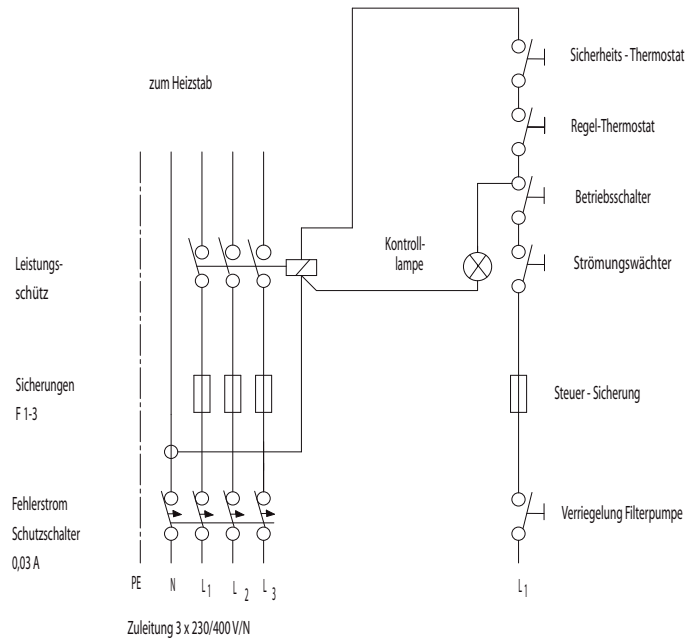 Sicherheits - Thermostat
zum Heizstab
Regel-Thermostat
Betriebsschalter
Kontroll-
lampe
Leistungs-
schütz
Strömungswächter
Sicherungen
F 1-3
Steuer - Sicherung
Fehlerstrom
Schutzschalter
0,03 A
Verriegelung Filterpumpe
PE N L1 L2 L3 L1
Zuleitung 3 x 230/400 V/N